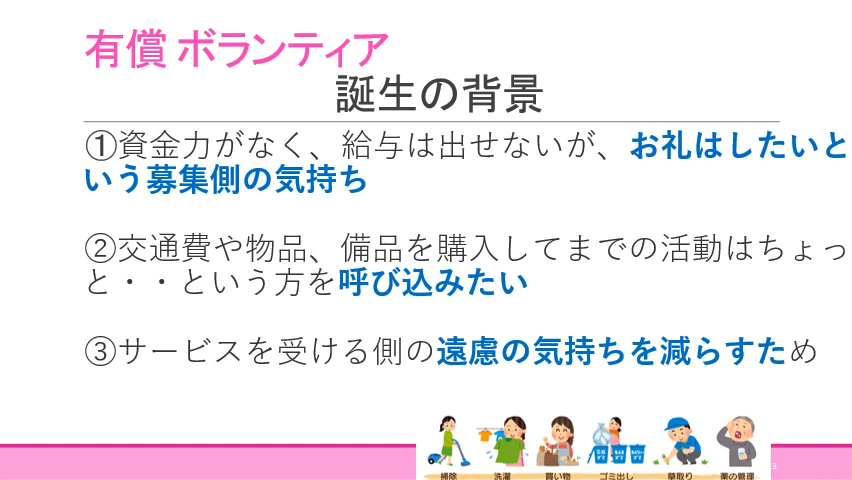 有償 ボランティア
誕生の背景
①資金力がなく、給与は出せないが、お礼はしたいと
いう募集側の気持ち
②交通費や物品、備品を購入してまでの活動はちょっ
と・・という方を呼び込みたい
③サービスを受ける側の遠慮の気持ちを減らすため
掃除 洗濯 買い物 ゴミ出し 草取り 薬の管理
3